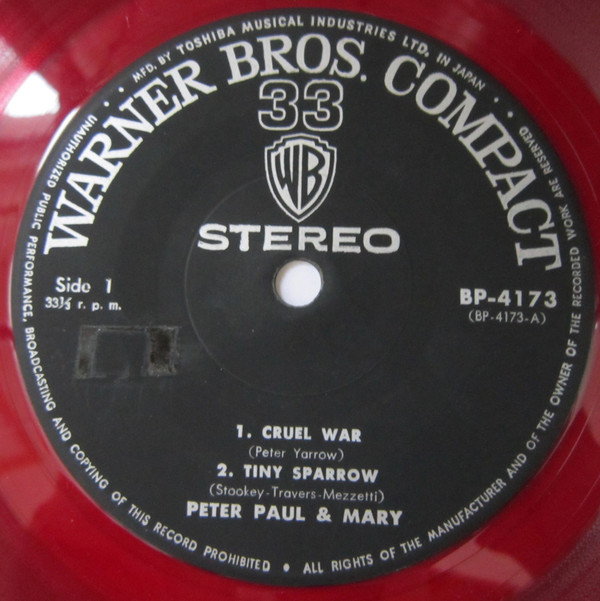 MFD. BY TOSHIBA MUSICAL INDUSTRIES LTD. IN JAPAN
WARNER BROS. COMPACT
33
WB
STEREO
Side 1
33⅓ r. p. m.
BP-4173
(BP-4173-A)
1. CRUEL WAR
(Peter Yarrow)
2. TINY SPARROW
(Stookey-Travers-Mezzetti)
PETER PAUL & MARY
UNAUTHORIZED PUBLIC PERFORMANCE, BROADCASTING AND COPYING OF THIS RECORD PROHIBITED • ALL RIGHTS OF THE MANUFACTURER AND OF THE OWNER OF THE RECORDED WORK ARE RESERVED